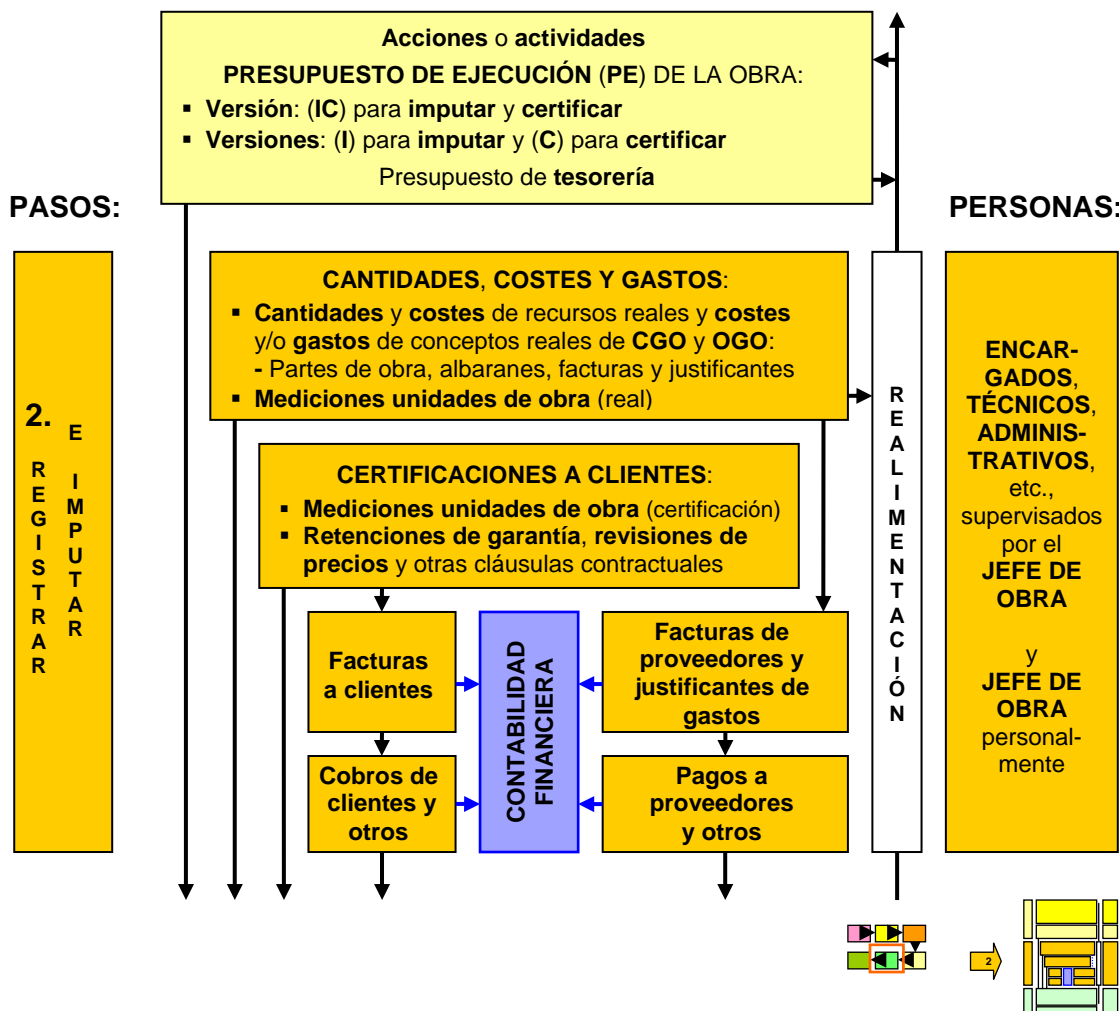 Acciones o actividades
PRESUPUESTO DE EJECUCIÓN (PE) DE LA OBRA:
▪ Versión: (IC) para imputar y certificar
▪ Versiones: (I) para imputar y (C) para certificar
Presupuesto de tesorería
PASOS:
PERSONAS:
2.
REGISTRAR
E IMPUTAR
CANTIDADES, COSTES Y GASTOS:
▪ Cantidades y costes de recursos reales y costes
y/o gastos de conceptos reales de CGO y OGO:
- Partes de obra, albaranes, facturas y justificantes
▪ Mediciones unidades de obra (real)
CERTIFICACIONES A CLIENTES:
▪ Mediciones unidades de obra (certificación)
▪ Retenciones de garantía, revisiones de
precios y otras cláusulas contractuales
Facturas
a clientes
Cobros de
clientes y
otros
CONTABILIDAD
FINANCIERA
Facturas de
proveedores y
justificantes de
gastos
Pagos a
proveedores
y otros
REALIMENTACIÓN
ENCAR-
GADOS,
TÉCNICOS,
ADMINIS-
TRATIVOS,
etc.,
supervisados
por el
JEFE DE
OBRA
y
JEFE DE
OBRA
personal-
mente
2